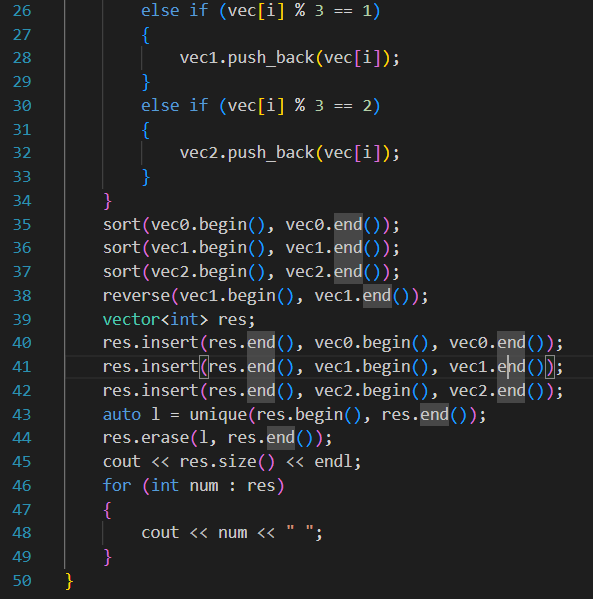 26 else if (vec[i] % 3 == 1)
27 {
28 vec1.push_back(vec[i]);
29 }
30 else if (vec[i] % 3 == 2)
31 {
32 vec2.push_back(vec[i]);
33 }
34 }
35 sort(vec0.begin(), vec0.end());
36 sort(vec1.begin(), vec1.end());
37 sort(vec2.begin(), vec2.end());
38 reverse(vec1.begin(), vec1.end());
39 vector<int> res;
40 res.insert(res.end(), vec0.begin(), vec0.end());
41 res.insert(res.end(), vec1.begin(), vec1.end());
42 res.insert(res.end(), vec2.begin(), vec2.end());
43 auto l = unique(res.begin(), res.end());
44 res.erase(l, res.end());
45 cout << res.size() << endl;
46 for (int num : res)
47 {
48 cout << num << " ";
49 }
50 }